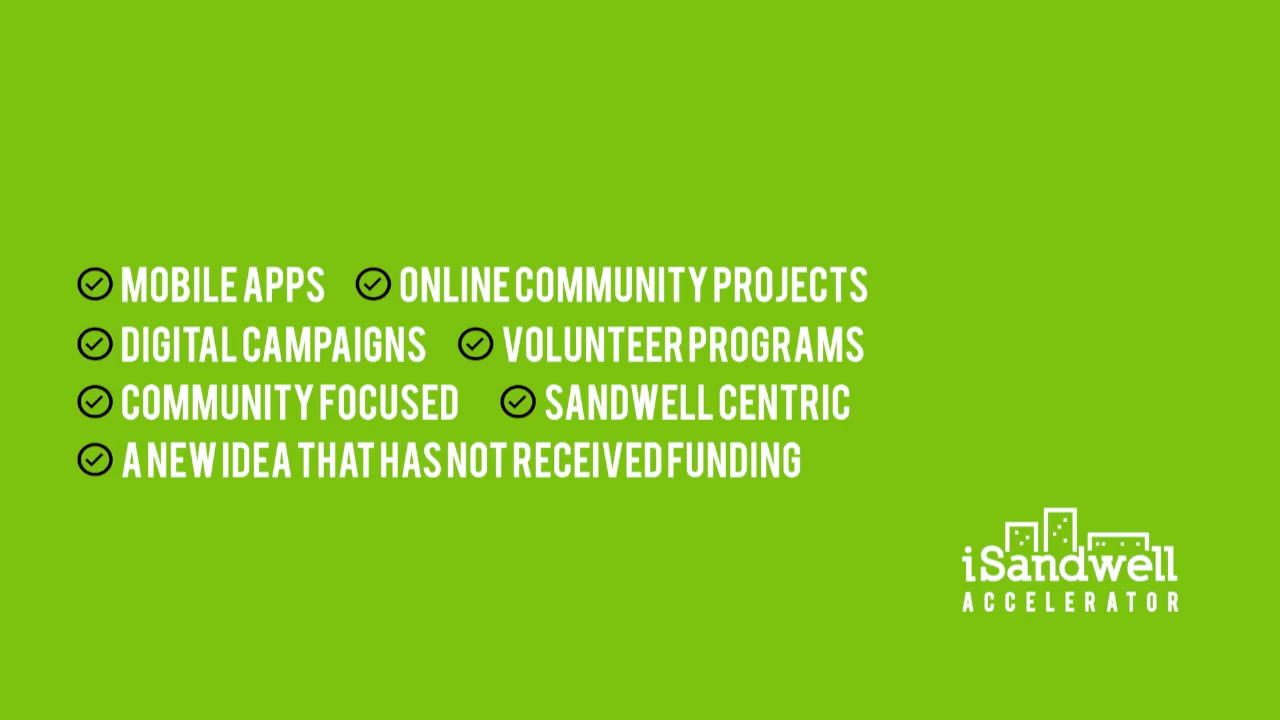 MOBILE APPS ONLINE COMMUNITY PROJECTS
DIGITAL CAMPAIGNS VOLUNTEER PROGRAMS
COMMUNITY FOCUSED SANDWELL CENTRIC
A NEW IDEA THAT HAS NOT RECEIVED FUNDING
iSandwell
ACCELERATOR